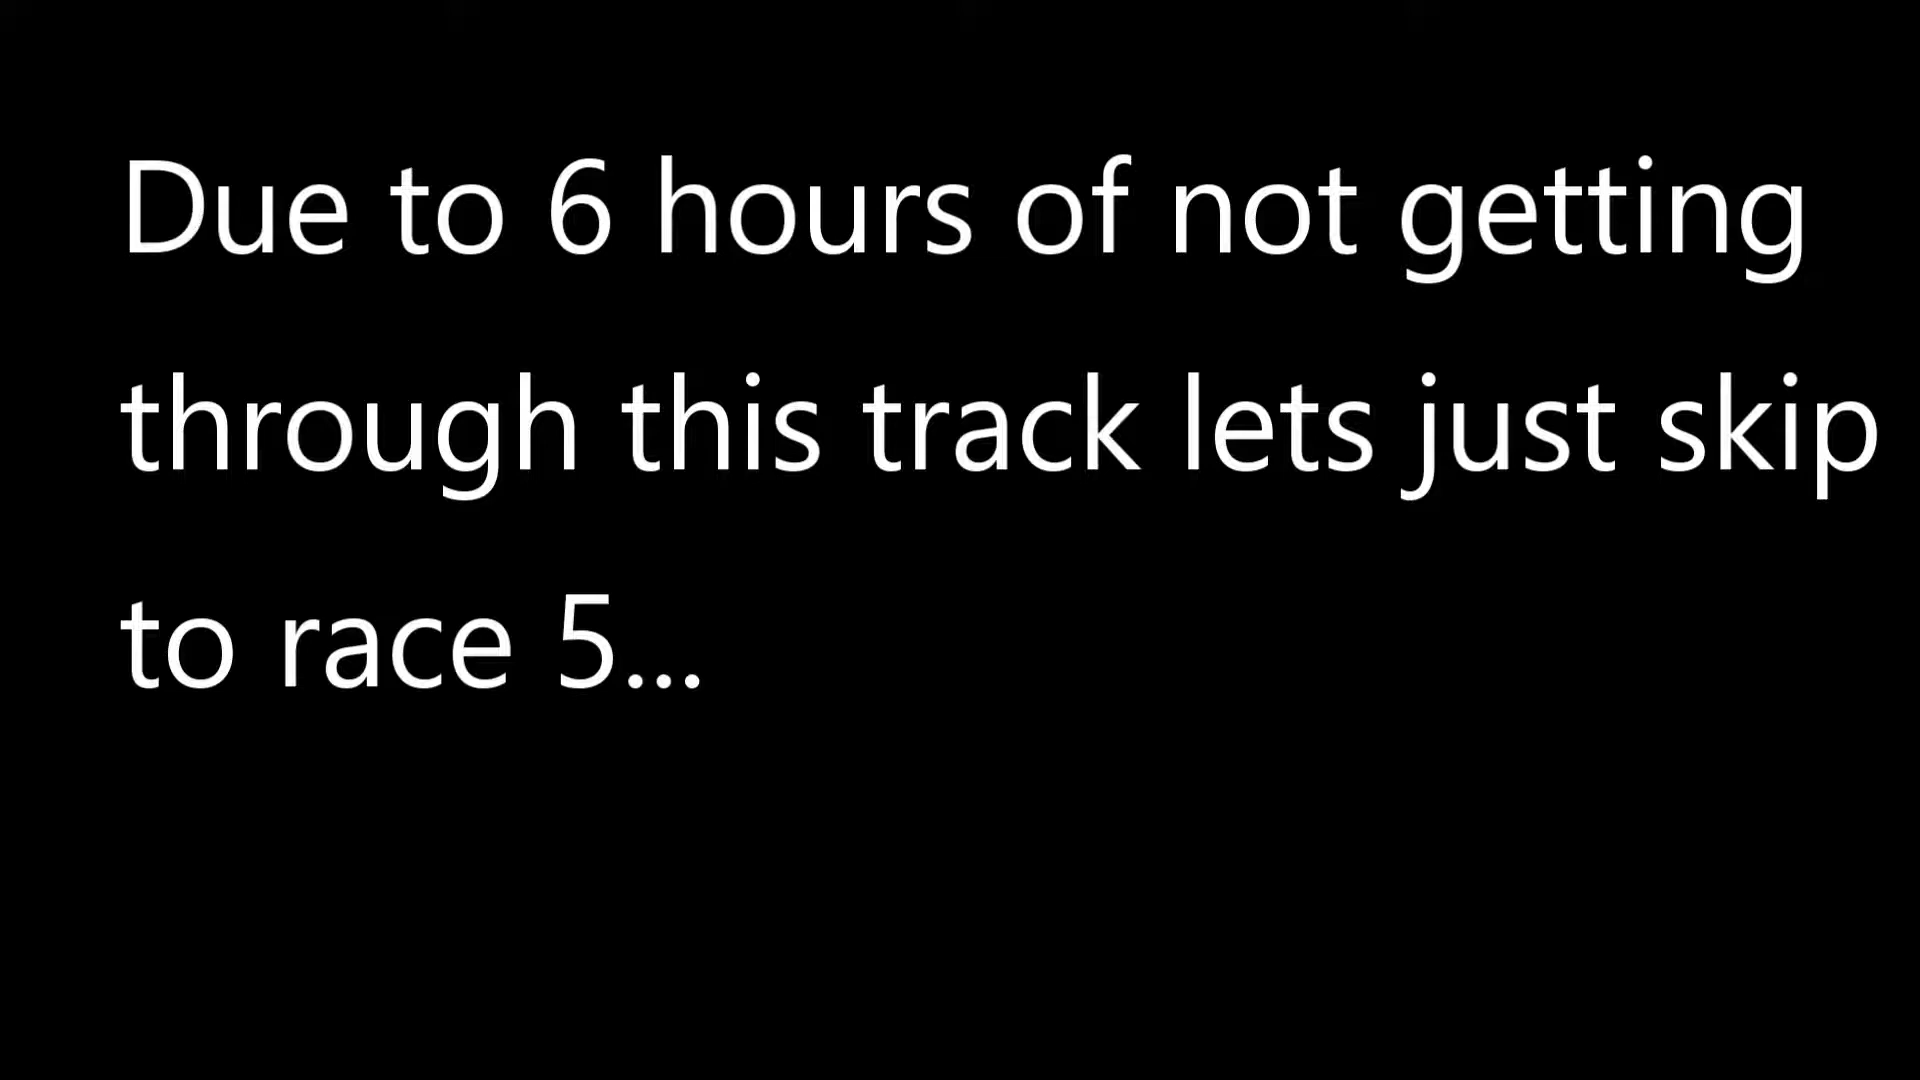 Due to 6 hours of not getting
through this track lets just skip
to race 5...